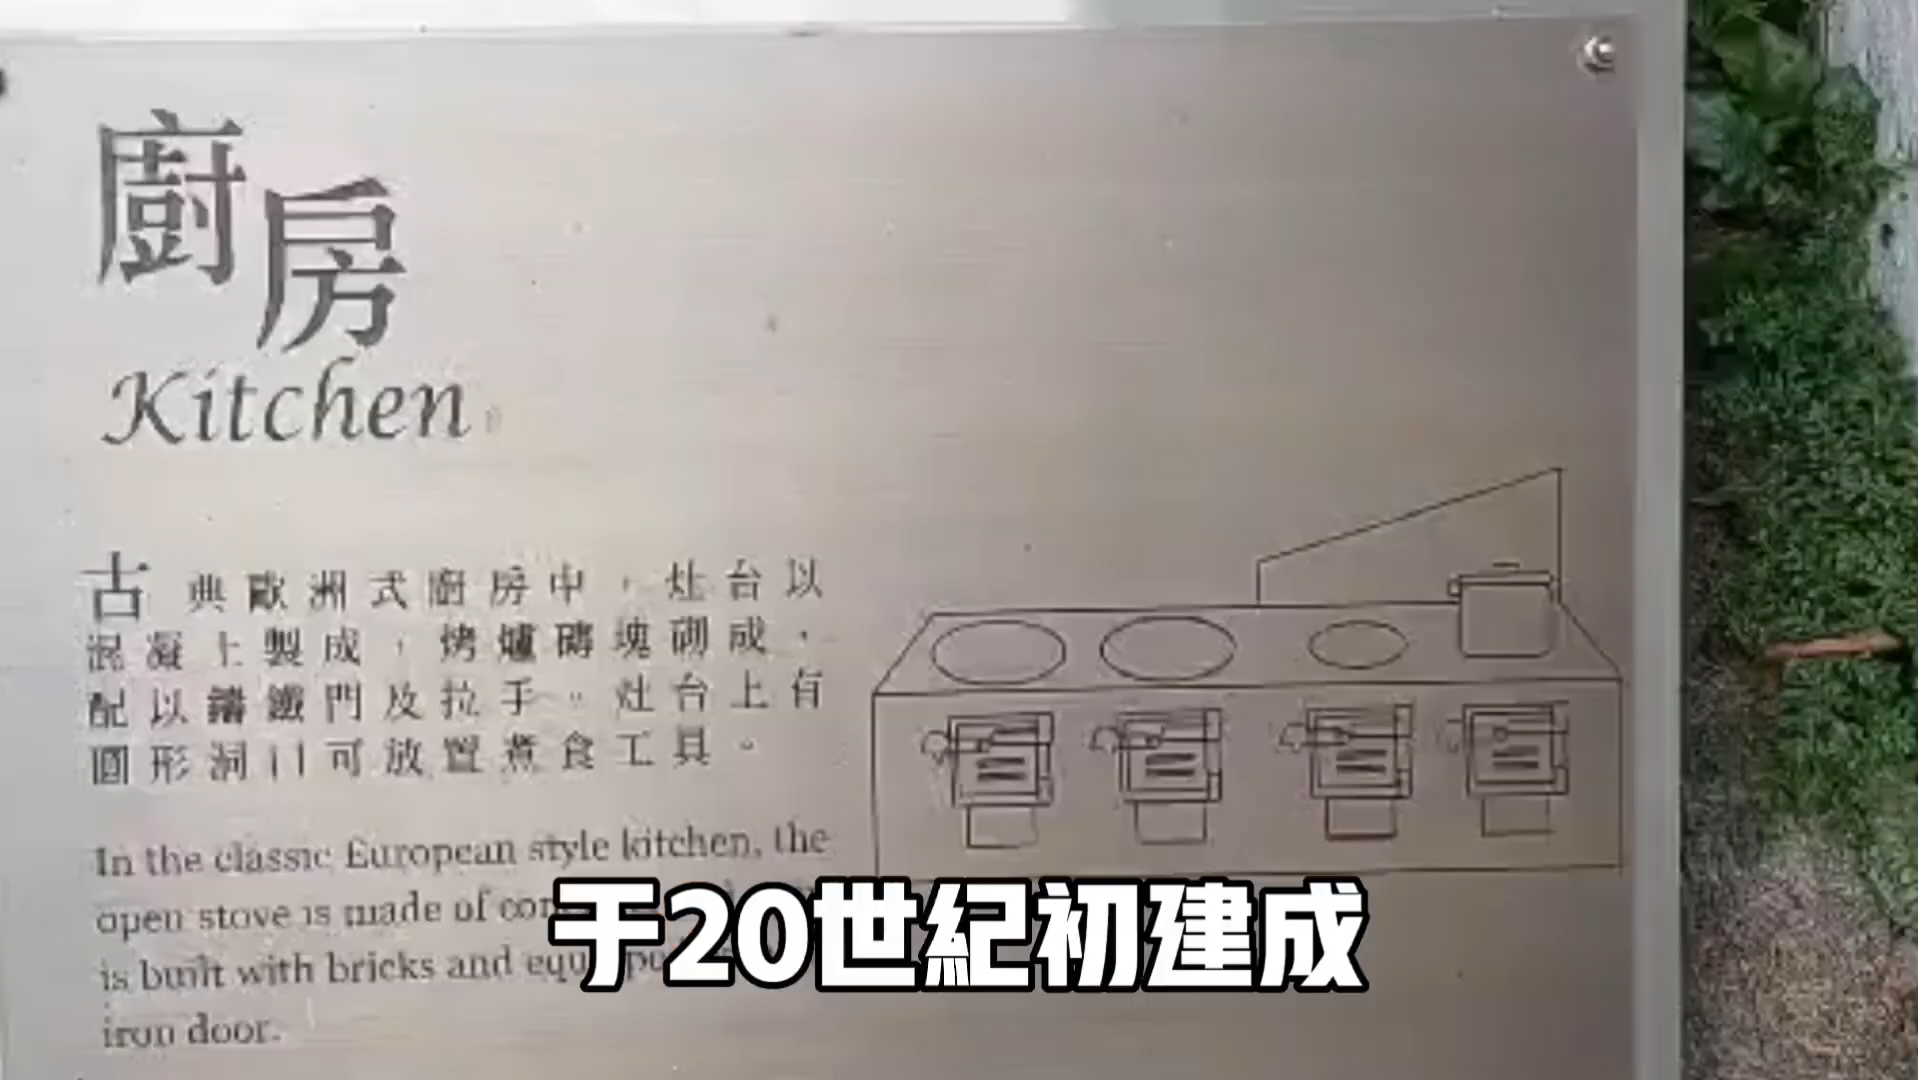 廚房
Kitchen
古典歐洲式廚房中，灶台以
混凝土製成，烤爐磚塊砌成，
配以鑄鐵門及拉手。灶台上有
圓形洞口可放置煮食工具。
In the classic European style kitchen, the
open stove is made of
is built with bricks and
iron door.
于20世紀初建成